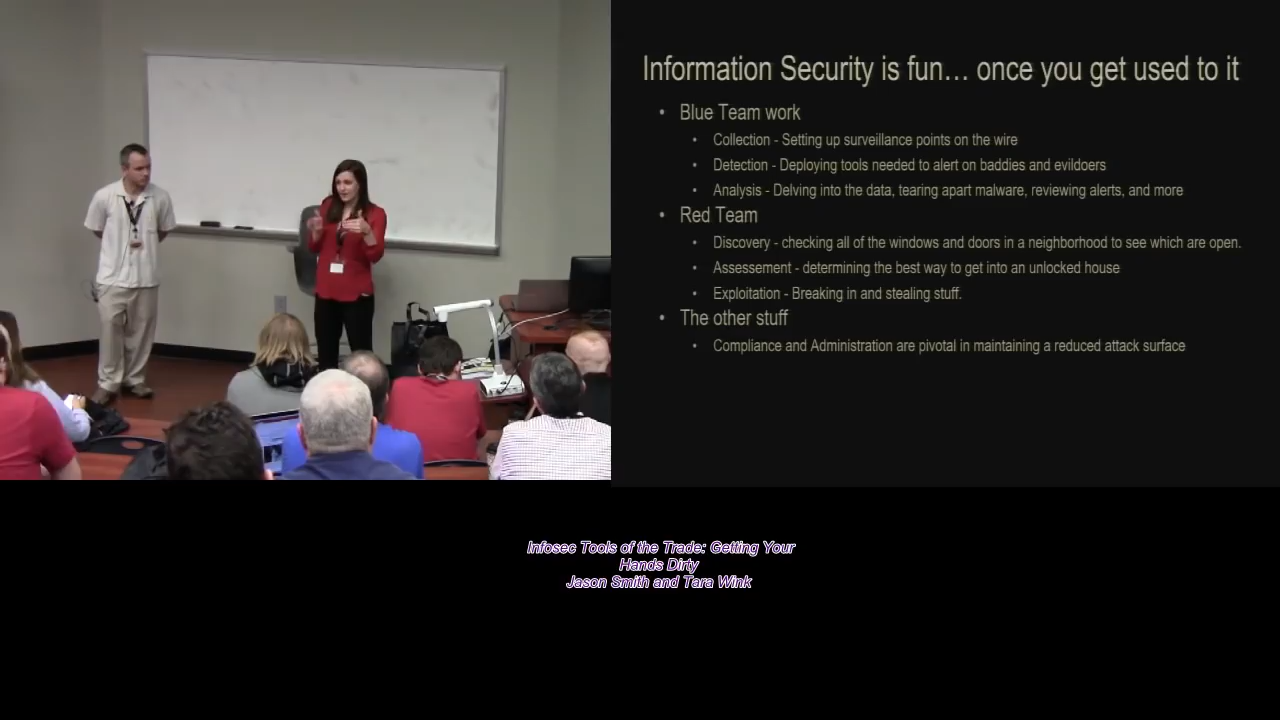 Information Security is fun… once you get used to it
• Blue Team work
• Collection - Setting up surveillance points on the wire
• Detection - Deploying tools needed to alert on baddies and evildoers
• Analysis - Delving into the data, tearing apart malware, reviewing alerts, and more
• Red Team
• Discovery - checking all of the windows and doors in a neighborhood to see which are open.
• Assessement - determining the best way to get into an unlocked house
• Exploitation - Breaking in and stealing stuff.
• The other stuff
• Compliance and Administration are pivotal in maintaining a reduced attack surface
Infosec Tools of the Trade: Getting Your
Hands Dirty
Jason Smith and Tara Wink